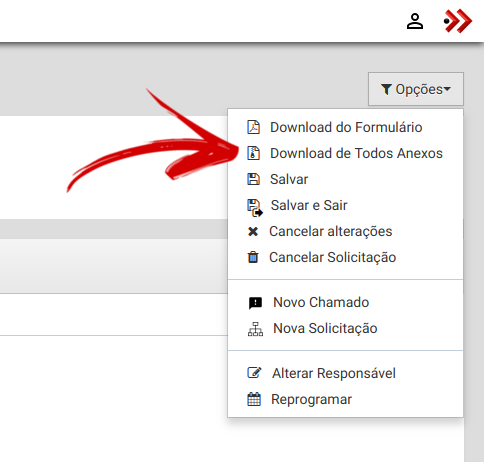 Opções
Download do Formulário
Download de Todos Anexos
Salvar
Salvar e Sair
Cancelar alterações
Cancelar Solicitação
Novo Chamado
Nova Solicitação
Alterar Responsável
Reprogramar